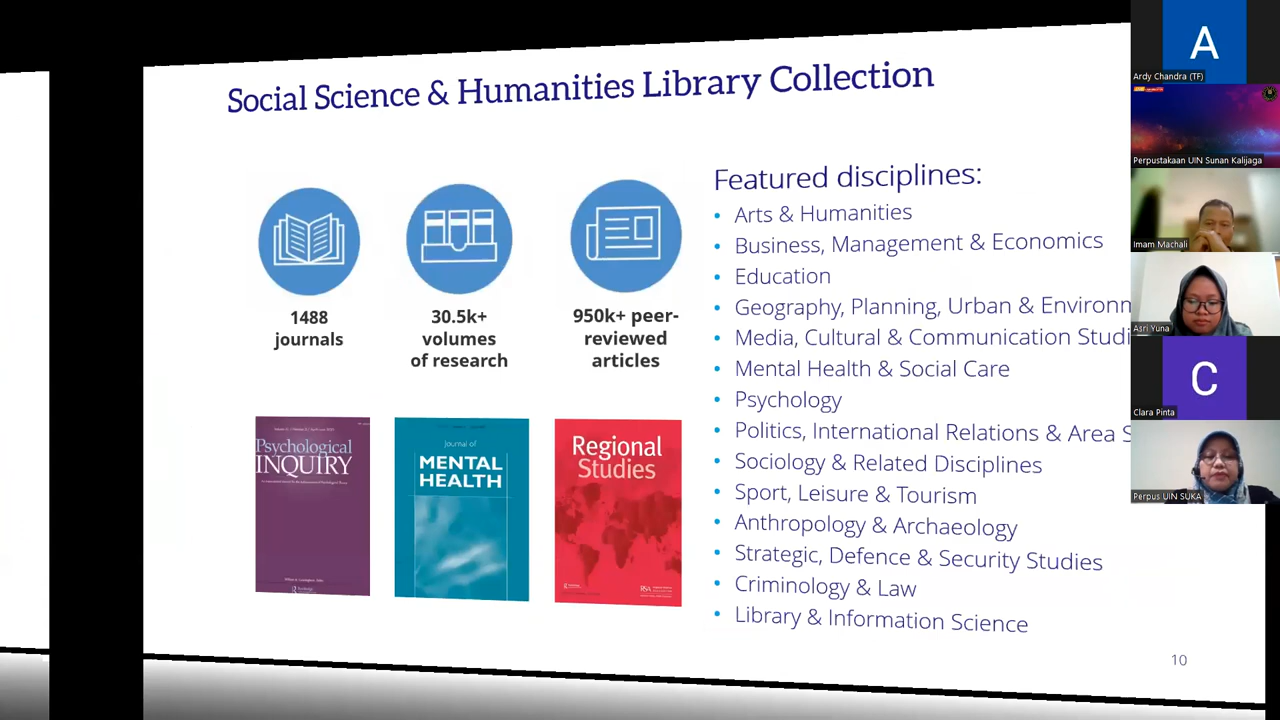 Social Science & Humanities Library Collection
1488
journals
30.5k+
volumes
of research
950k+ peer-
reviewed
articles
Psychological
INQUIRY
Journal of
MENTAL
HEALTH
Regional
Studies
Featured disciplines:
• Arts & Humanities
• Business, Management & Economics
• Education
• Geography, Planning, Urban & Environm
• Media, Cultural & Communication Studi
• Mental Health & Social Care
• Psychology
• Politics, International Relations & Area S
• Sociology & Related Disciplines
• Sport, Leisure & Tourism
• Anthropology & Archaeology
• Strategic, Defence & Security Studies
• Criminology & Law
• Library & Information Science
10
A
Ardy Chandra (TF)
Perpustakaan UIN Sunan Kalijaga
Imam Machali
Asri Yuna
C
Clara Pinta
Perpus UIN SUKA